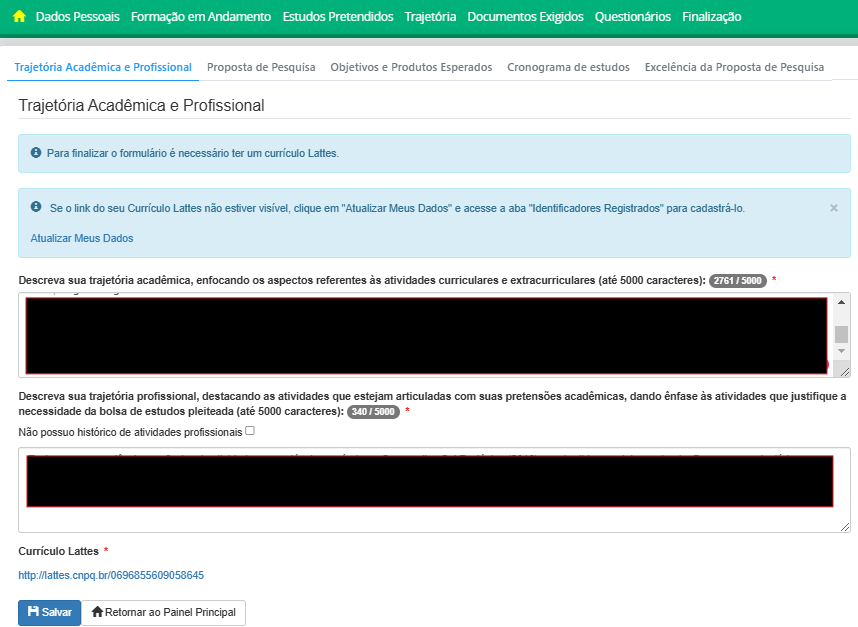 Dados Pessoais Formação em Andamento Estudos Pretendidos Trajetória Documentos Exigidos Questionários Finalização
Trajetória Acadêmica e Profissional Proposta de Pesquisa Objetivos e Produtos Esperados Cronograma de estudos Excelência da Proposta de Pesquisa
Trajetória Acadêmica e Profissional
Para finalizar o formulário é necessário ter um currículo Lattes.
Se o link do seu Currículo Lattes não estiver visível, clique em "Atualizar Meus Dados" e acesse a aba "Identificadores Registrados" para cadastrá-lo. ×
Atualizar Meus Dados
Descreva sua trajetória acadêmica, enfocando os aspectos referentes às atividades curriculares e extracurriculares (até 5000 caracteres): 2761 / 5000 *
Descreva sua trajetória profissional, destacando as atividades que estejam articuladas com suas pretensões acadêmicas, dando ênfase às atividades que justifique a
necessidade da bolsa de estudos pleiteada (até 5000 caracteres): 340 / 5000 *
Não possuo histórico de atividades profissionais
Currículo Lattes *
http://lattes.cnpq.br/0696855609058645
Salvar Retornar ao Painel Principal